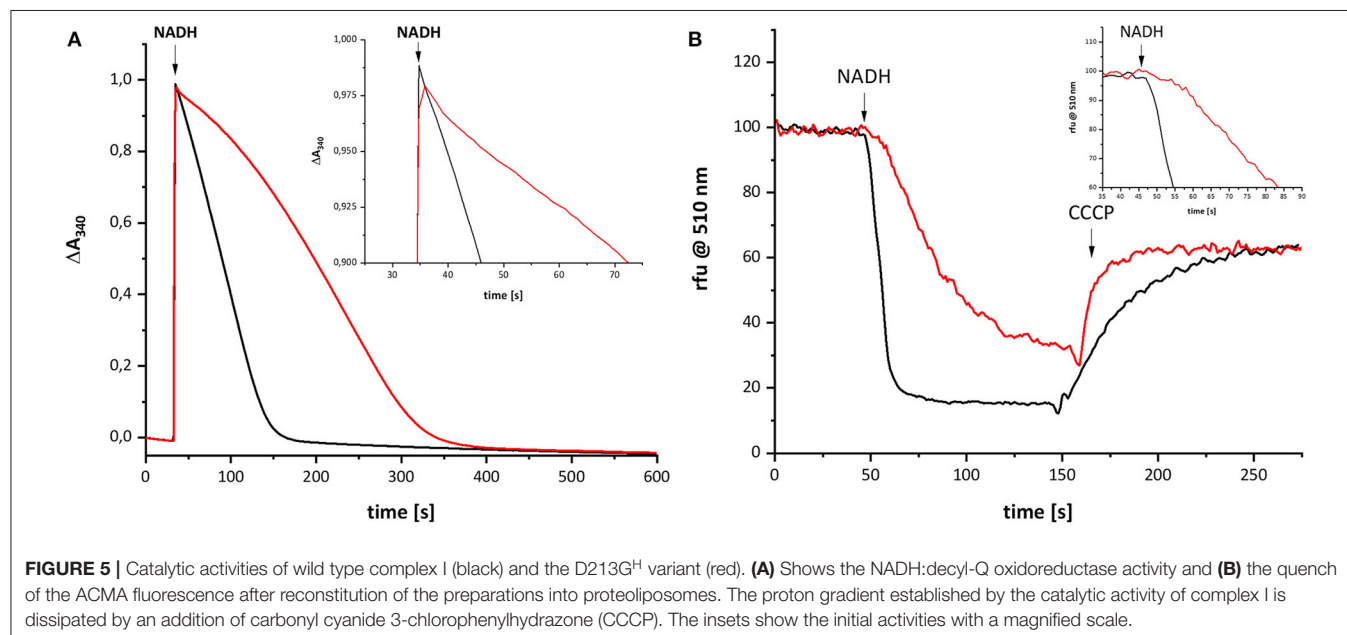 A
NADH
1,0
0,8
0,6
0,4
0,2
0,0
ΔA340
0 100 200 300 400 500 600
time [s]
NADH
1,000
0,975
0,950
0,925
0,900
ΔA340
30 40 50 60 70
time [s]
B
120
100
80
60
40
20
0
rfu @ 510 nm
NADH
CCCP
0 50 100 150 200 250
time [s]
NADH
110
100
90
80
70
60
rfu @ 510 nm
35 40 45 50 55 60 65 70 75 80 85 90
time [s]
FIGURE 5 | Catalytic activities of wild type complex I (black) and the D213G^H variant (red). (A) Shows the NADH:decyl-Q oxidoreductase activity and (B) the quench
of the ACMA fluorescence after reconstitution of the preparations into proteoliposomes. The proton gradient established by the catalytic activity of complex I is
dissipated by an addition of carbonyl cyanide 3-chlorophenylhydrazone (CCCP). The insets show the initial activities with a magnified scale.